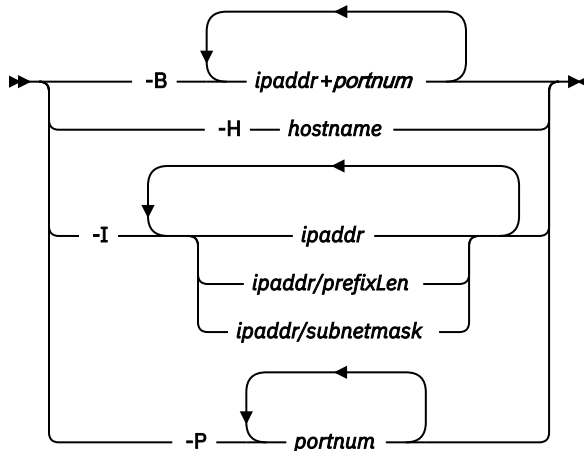 -B ipaddr+portnum
-H hostname
-I ipaddr
ipaddr/prefixLen
ipaddr/subnetmask
-P portnum